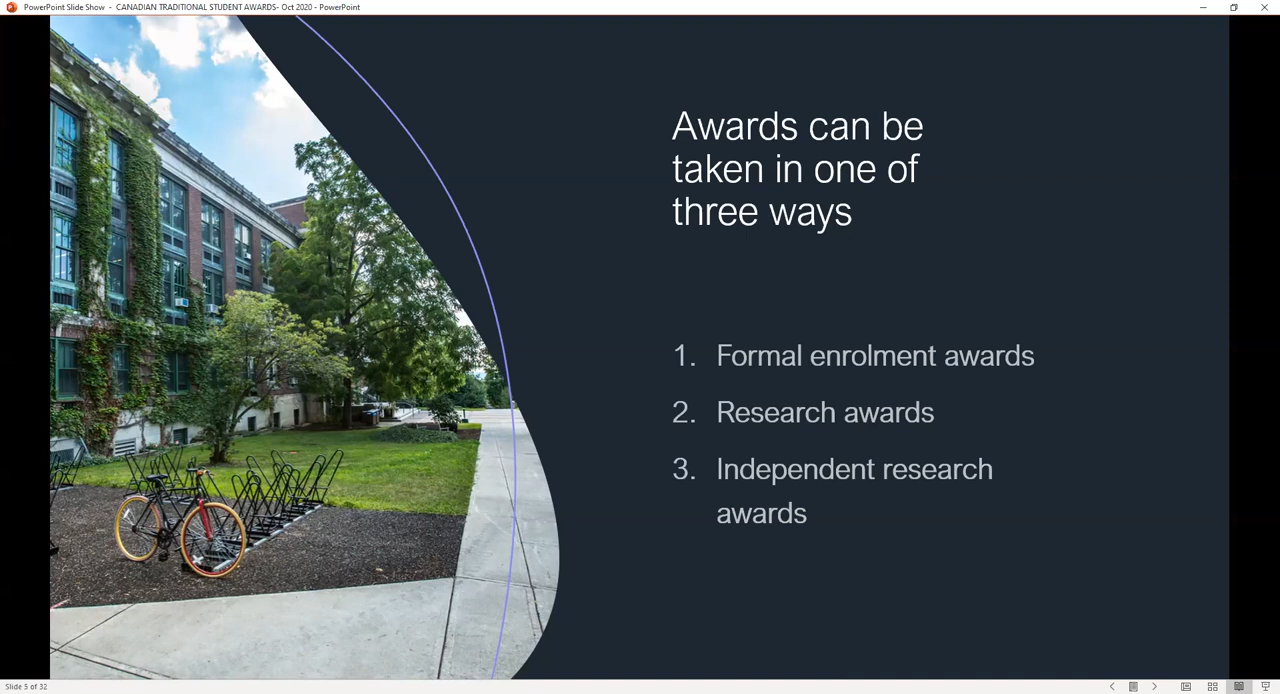 PowerPoint Slide Show - CANADIAN TRADITIONAL STUDENT AWARDS- Oct 2020 - PowerPoint
Awards can be
taken in one of
three ways
1. Formal enrolment awards
2. Research awards
3. Independent research
awards
Slide 5 of 32